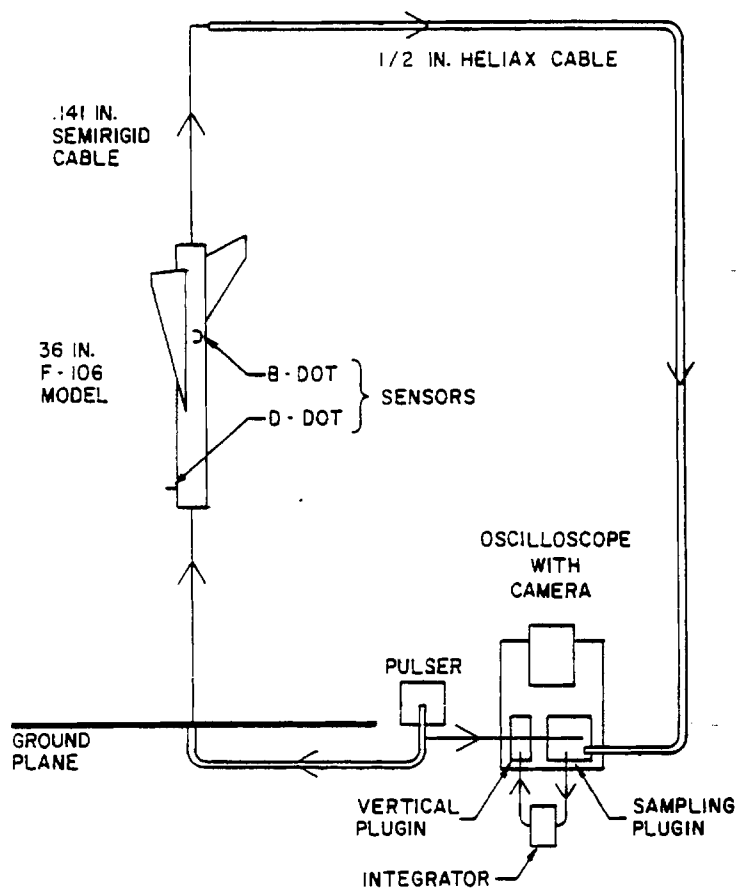 1/2 IN. HELIAX CABLE
.141 IN.
SEMIRIGID
CABLE
36 IN.
F-106
MODEL
B-DOT
D-DOT
SENSORS
OSCILLOSCOPE
WITH
CAMERA
PULSER
GROUND
PLANE
VERTICAL
PLUGIN
SAMPLING
PLUGIN
INTEGRATOR